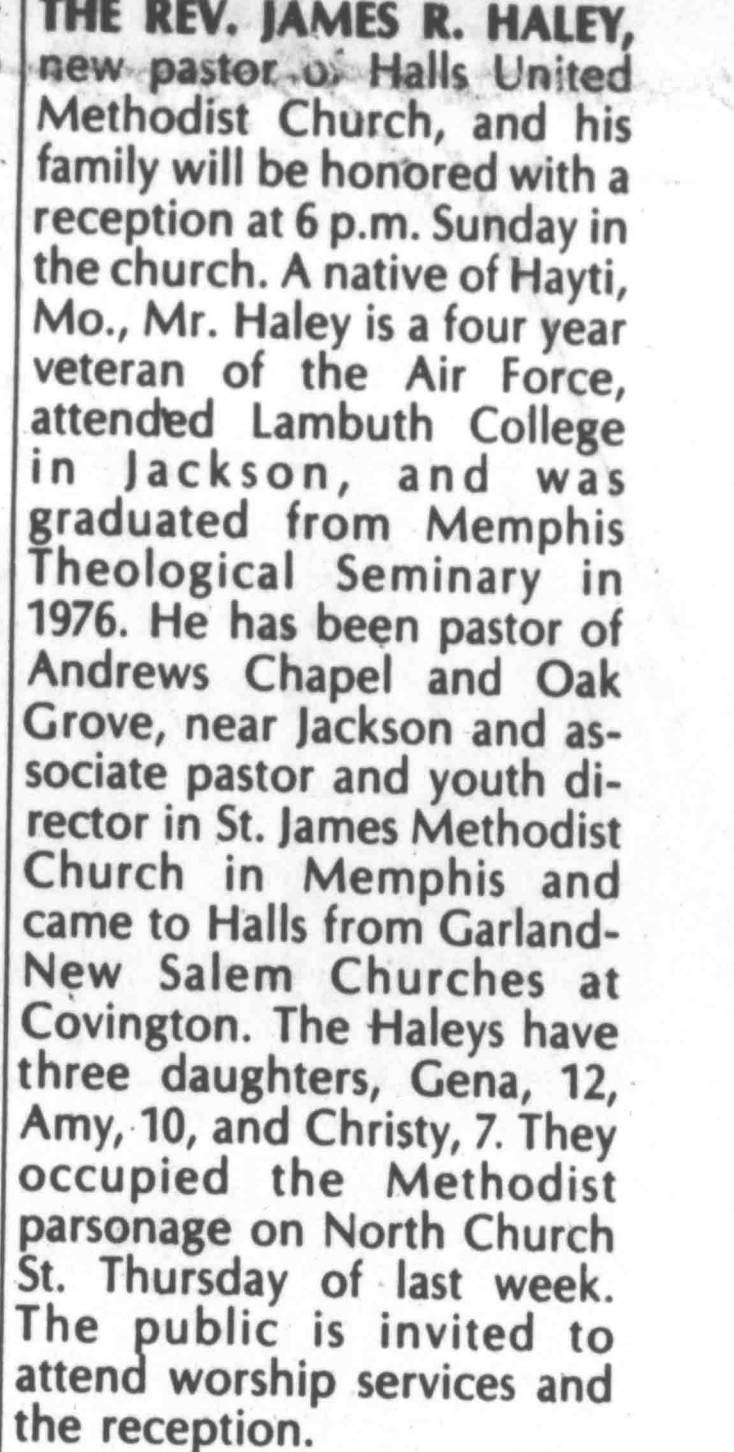 THE REV. JAMES R. HALEY,
new pastor of Halls United
Methodist Church, and his
family will be honored with a
reception at 6 p.m. Sunday in
the church. A native of Hayti,
Mo., Mr. Haley is a four year
veteran of the Air Force,
attended Lambuth College
in Jackson, and was
graduated from Memphis
Theological Seminary in
1976. He has been pastor of
Andrews Chapel and Oak
Grove, near Jackson and as-
sociate pastor and youth di-
rector in St. James Methodist
Church in Memphis and
came to Halls from Garland-
New Salem Churches at
Covington. The Haleys have
three daughters, Gena, 12,
Amy, 10, and Christy, 7. They
occupied the Methodist
parsonage on North Church
St. Thursday of last week.
The public is invited to
attend worship services and
the reception.